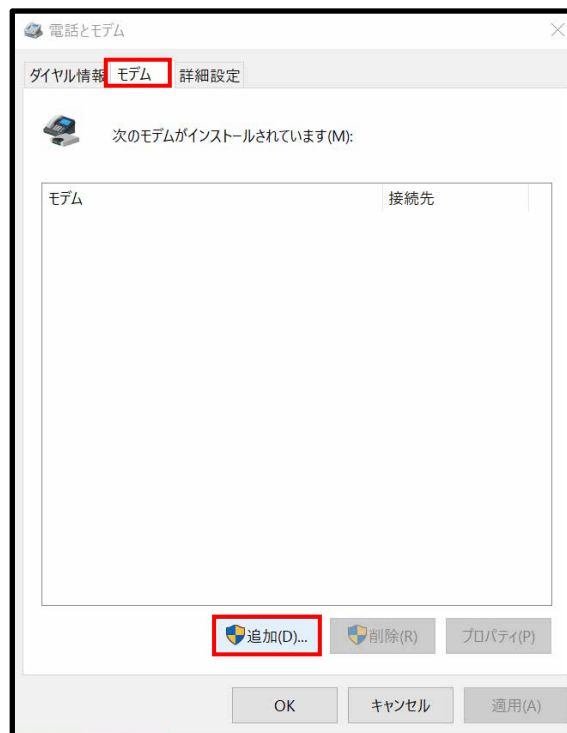 電話とモデム
ダイヤル情報 モデム 詳細設定
次のモデムがインストールされています(M):
モデム 接続先
追加(D)... 削除(R) プロパティ(P)
OK キャンセル 適用(A)